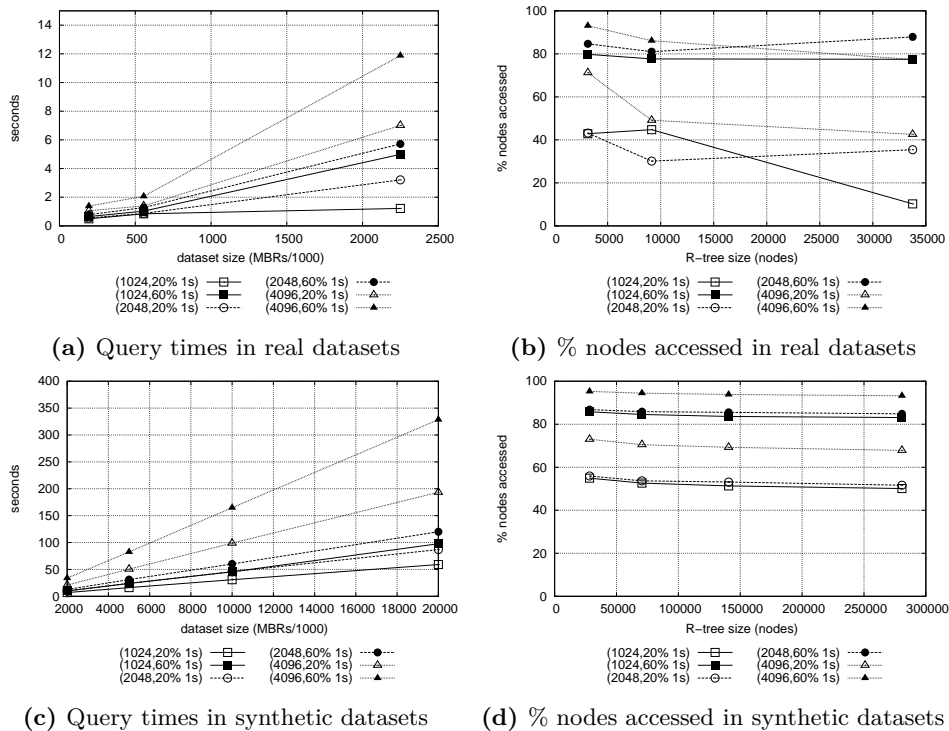 14
12
10
8
6
4
2
0
seconds
0 500 1000 1500 2000 2500
dataset size (MBRs/1000)
(1024,20% 1s) (2048,60% 1s)
(1024,60% 1s) (4096,20% 1s)
(2048,20% 1s) (4096,60% 1s)
(a) Query times in real datasets
100
80
60
40
20
0
% nodes accessed
0 5000 10000 15000 20000 25000 30000 35000
R-tree size (nodes)
(1024,20% 1s) (2048,60% 1s)
(1024,60% 1s) (4096,20% 1s)
(2048,20% 1s) (4096,60% 1s)
(b) % nodes accessed in real datasets
400
350
300
250
200
150
100
50
0
seconds
2000 4000 6000 8000 10000 12000 14000 16000 18000 20000
dataset size (MBRs/1000)
(1024,20% 1s) (2048,60% 1s)
(1024,60% 1s) (4096,20% 1s)
(2048,20% 1s) (4096,60% 1s)
(c) Query times in synthetic datasets
100
80
60
40
20
0
% nodes accessed
0 50000 100000 150000 200000 250000 300000
R-tree size (nodes)
(1024,20% 1s) (2048,60% 1s)
(1024,60% 1s) (4096,20% 1s)
(2048,20% 1s) (4096,60% 1s)
(d) % nodes accessed in synthetic datasets